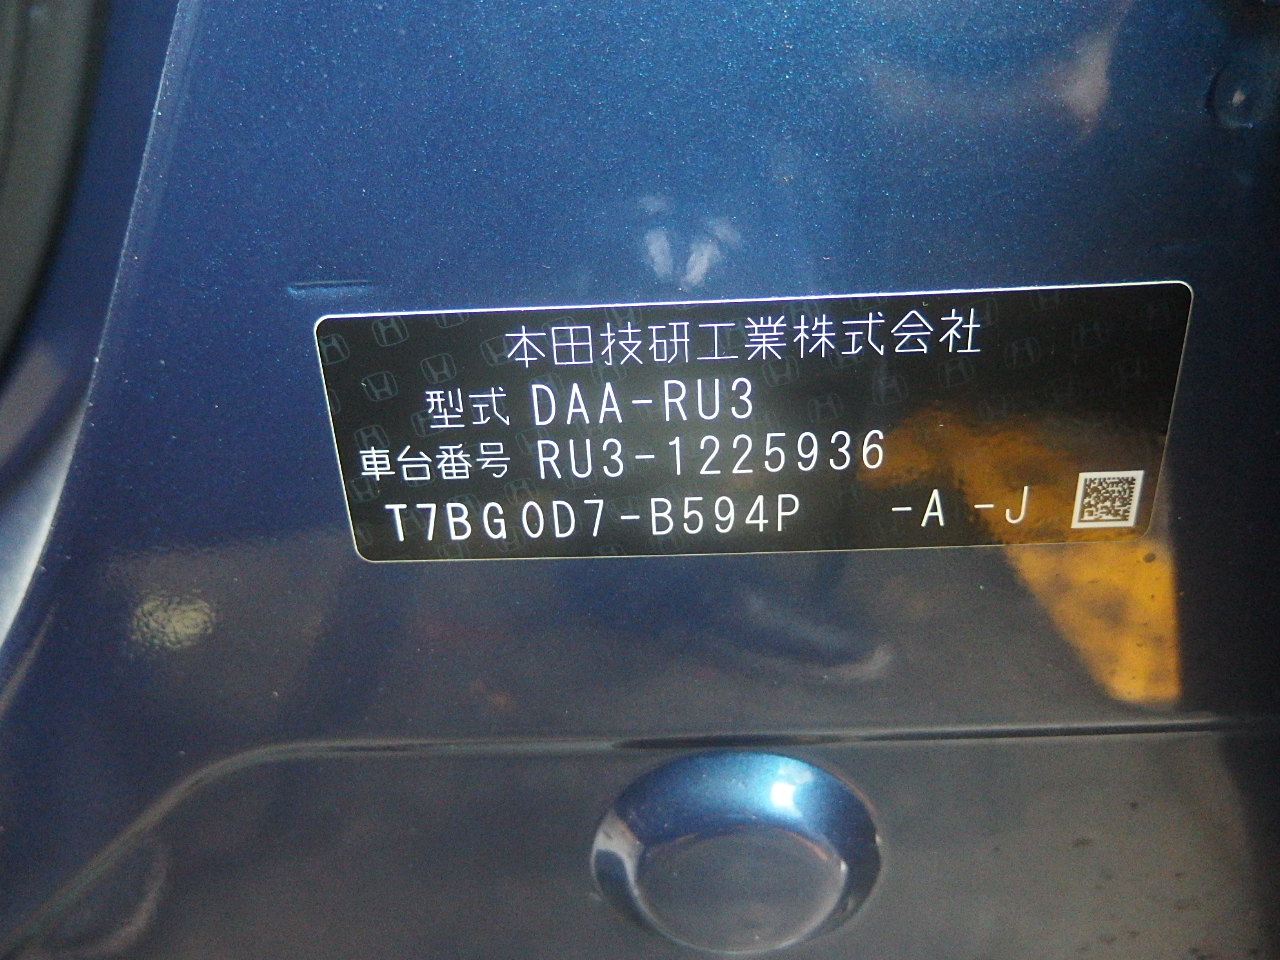 本田技研工業株式会社
型式 DAA-RU3
車台番号 RU3-1225936
T7BG0D7-B594P -A -J